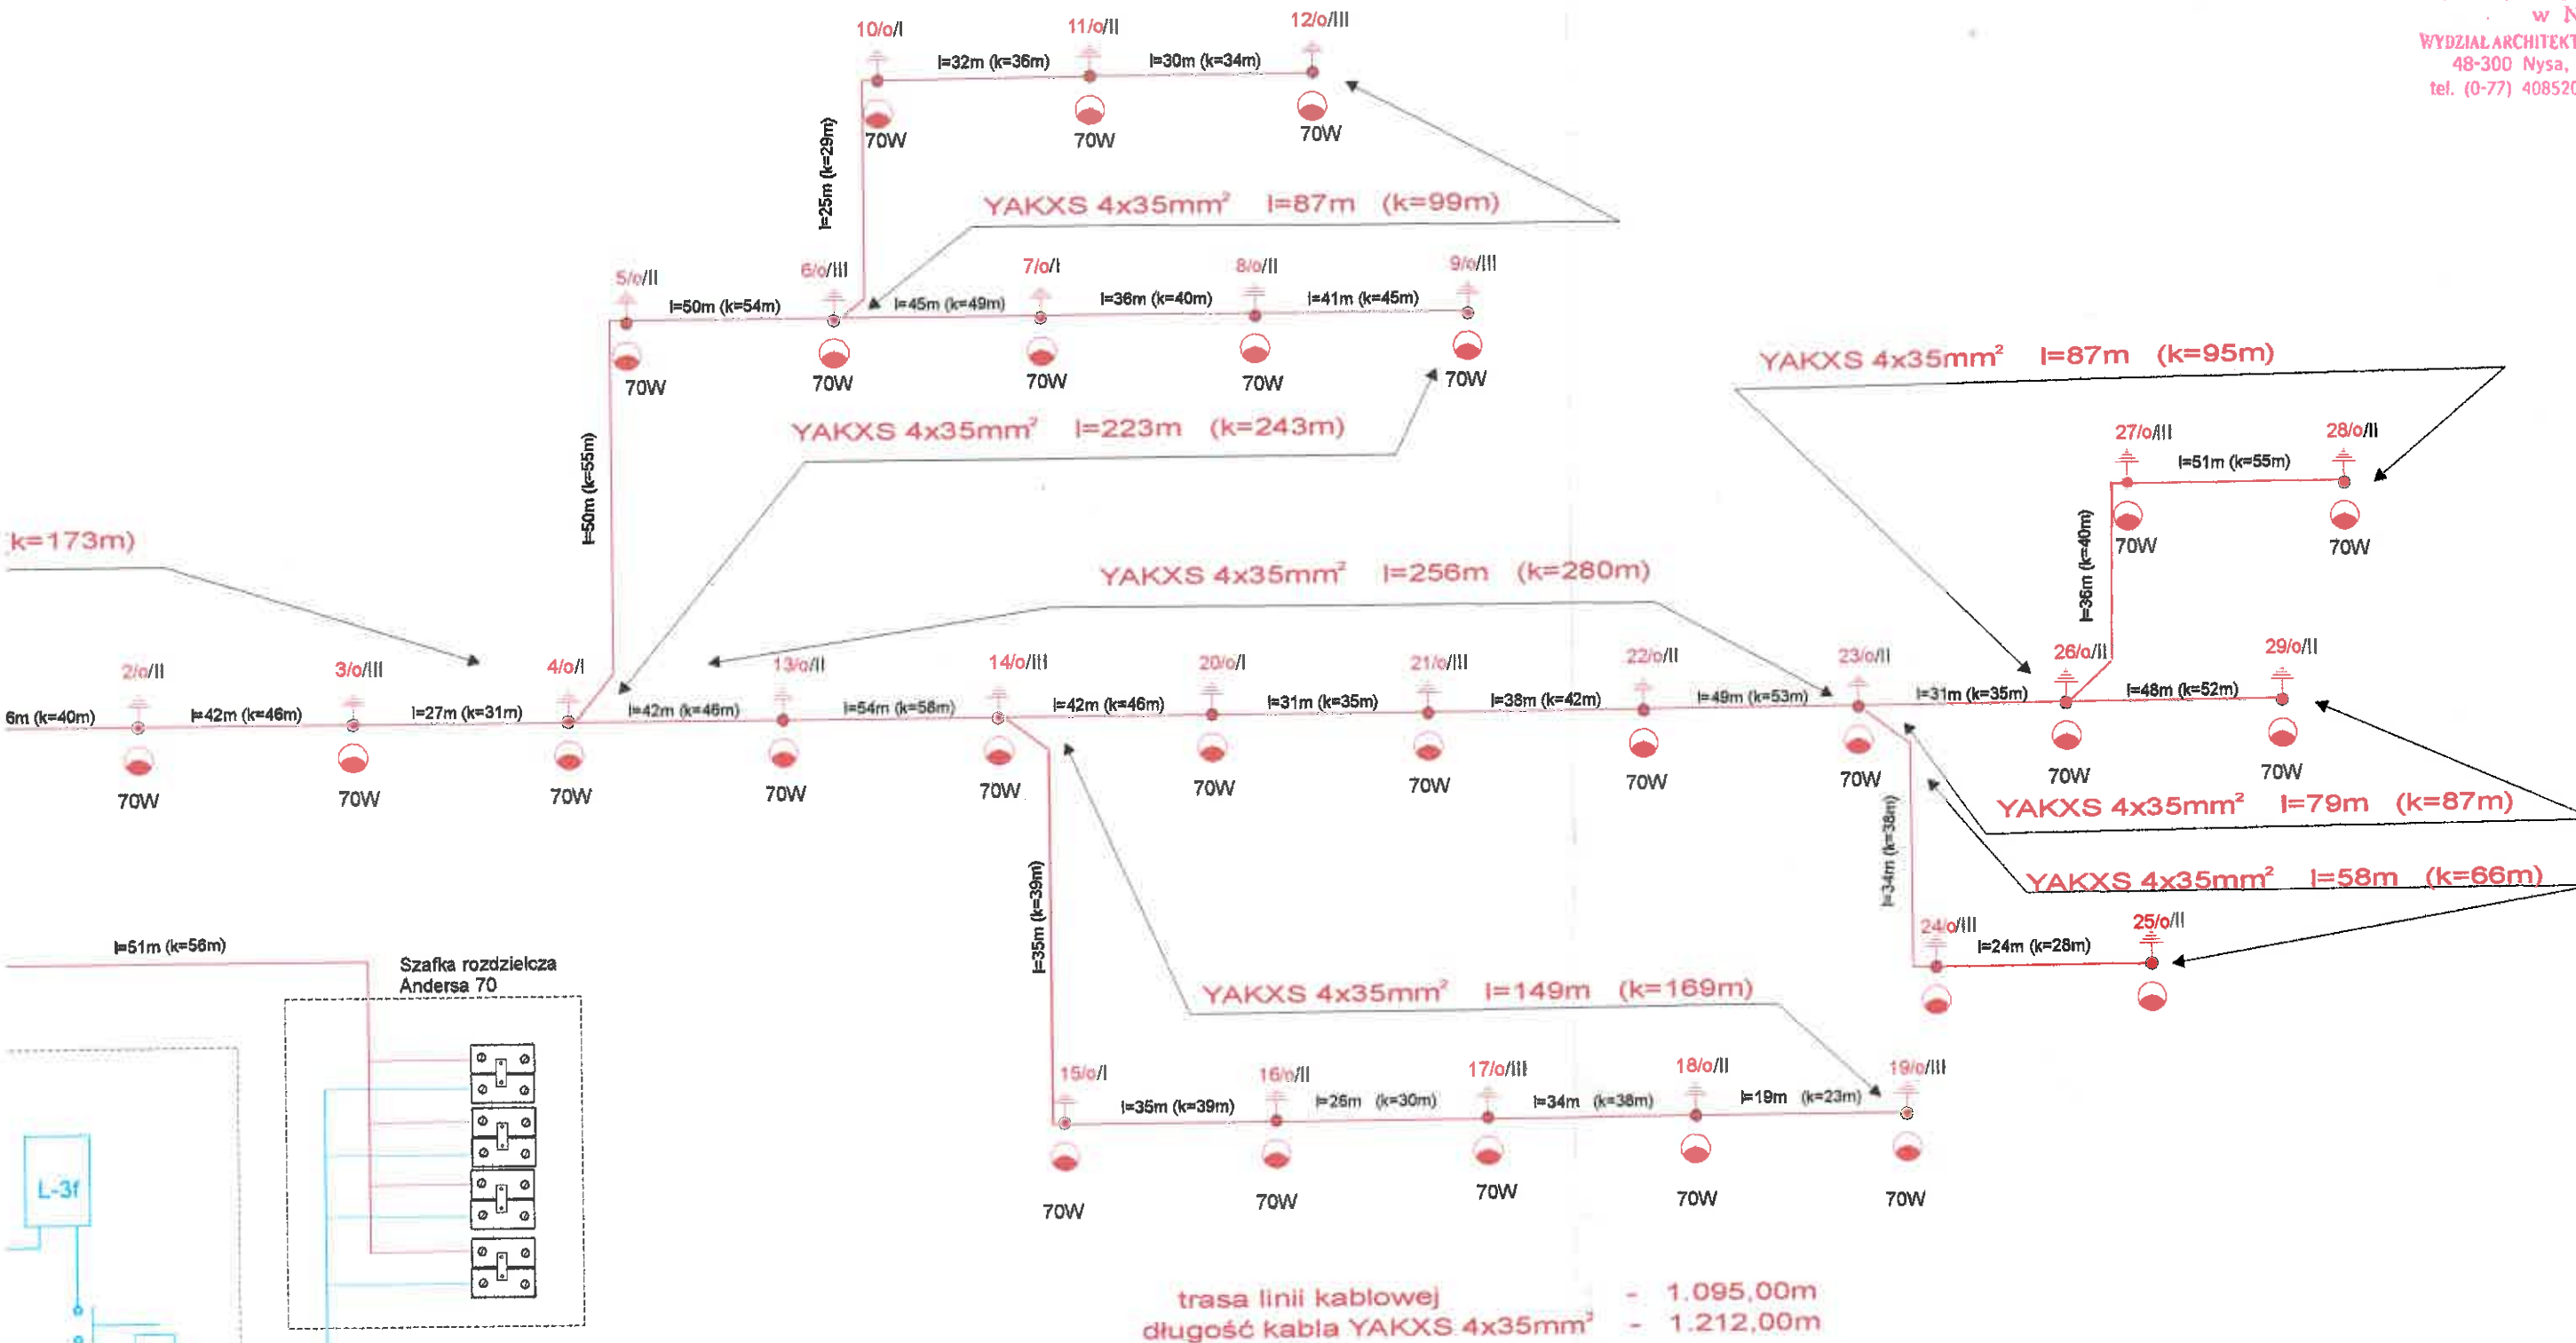 w N
WYDZIAŁ ARCHITEKT
48-300 Nysa,
tel. (0-77) 408520
10/o/I
11/o/II
12/o/III
l=32m (k=36m)
l=30m (k=34m)
70W
70W
70W
l=25m (k=29m)
YAKXS 4x35mm² l=87m (k=99m)
5/o/II
6/o/III
7/o/I
8/o/II
9/o/III
l=50m (k=54m)
l=45m (k=49m)
l=36m (k=40m)
l=41m (k=45m)
70W
70W
70W
70W
70W
YAKXS 4x35mm² l=87m (k=95m)
YAKXS 4x35mm² l=223m (k=243m)
l=50m (k=55m)
27/o/III
28/o/II
l=51m (k=55m)
70W
70W
l=36m (k=40m)
k=173m)
YAKXS 4x35mm² l=256m (k=280m)
2/o/II
3/o/III
4/o/I
13/o/II
14/o/III
20/o/I
21/o/III
22/o/II
23/o/II
26/o/II
29/o/II
6m (k=40m)
l=42m (k=46m)
l=27m (k=31m)
l=42m (k=46m)
l=54m (k=58m)
l=42m (k=46m)
l=31m (k=35m)
l=38m (k=42m)
l=49m (k=53m)
l=31m (k=35m)
l=48m (k=52m)
70W
70W
70W
70W
70W
70W
70W
70W
70W
70W
70W
YAKXS 4x35mm² l=79m (k=87m)
l=34m (k=38m)
YAKXS 4x35mm² l=58m (k=66m)
l=35m (k=39m)
24/o/III
25/o/II
l=24m (k=28m)
l=51m (k=56m)
Szafka rozdzielcza
Andersa 70
YAKXS 4x35mm² l=149m (k=169m)
15/o/I
16/o/II
17/o/III
18/o/II
19/o/III
l=35m (k=39m)
l=26m (k=30m)
l=34m (k=38m)
l=19m (k=23m)
70W
70W
70W
70W
70W
L-3f
trasa linii kablowej - 1.095,00m
długość kabla YAKXS 4x35mm² - 1.212,00m